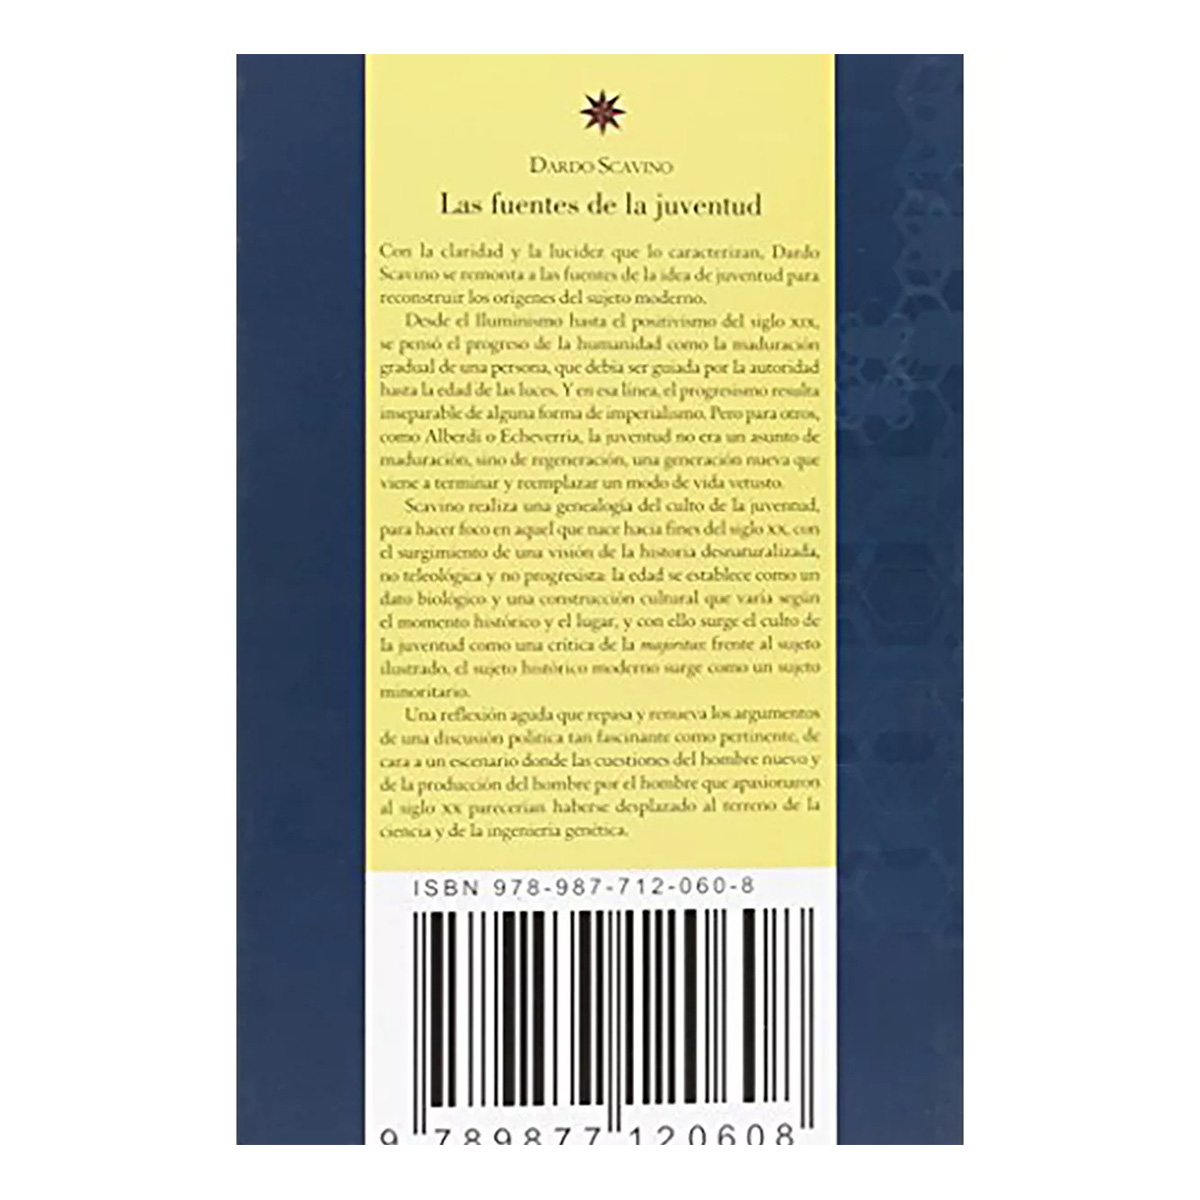 DARDO SCAVINO
Las fuentes de la juventud
Con la claridad y la lucidez que lo caracterizan, Dardo
Scavino se remonta a las fuentes de la idea de juventud para
reconstruir los orígenes del sujeto moderno.
Desde el Iluminismo hasta el positivismo del siglo XIX,
se pensó el progreso de la humanidad como la maduración
gradual de una persona, que debía ser guiada por la autoridad
hasta la edad de las luces. Y en esa línea, el progresismo resulta
inseparable de alguna forma de imperialismo. Pero para otros,
como Alberdi o Echeverría, la juventud no era un asunto de
maduración, sino de regeneración, una generación nueva que
viene a terminar y reemplazar un modo de vida vetusto.
Scavino realiza una genealogía del culto de la juventud,
para hacer foco en aquel que nace hacia fines del siglo XX, con
el surgimiento de una visión de la historia desnaturalizada,
no teleológica y no progresista: la edad se establece como un
dato biológico y una construcción cultural que varía según
el momento histórico y el lugar, y con ello surge el culto de
la juventud como una crítica de la majoritas: frente al sujeto
ilustrado, el sujeto histórico moderno surge como un sujeto
minoritario.
Una reflexión aguda que repasa y renueva los argumentos
de una discusión política tan fascinante como pertinente, de
cara a un escenario donde las cuestiones del hombre nuevo y
de la producción del hombre por el hombre que apasionaron
al siglo XX parecerían haberse desplazado al terreno de la
ciencia y de la ingeniería genética.
ISBN 978-987-712-060-8
9 789877 120608